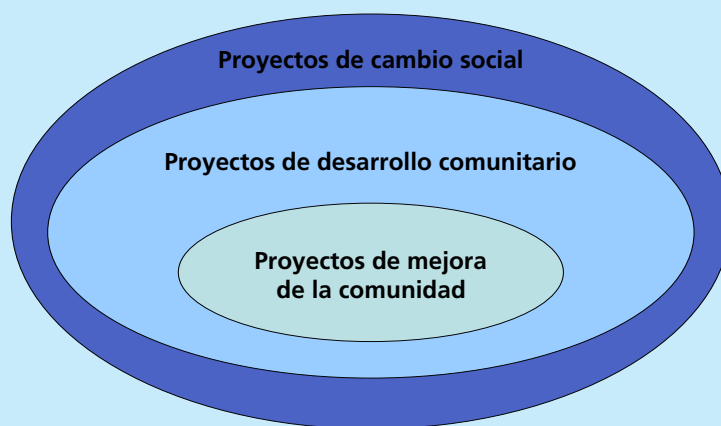 Proyectos de cambio social
Proyectos de desarrollo comunitario
Proyectos de mejora
de la comunidad